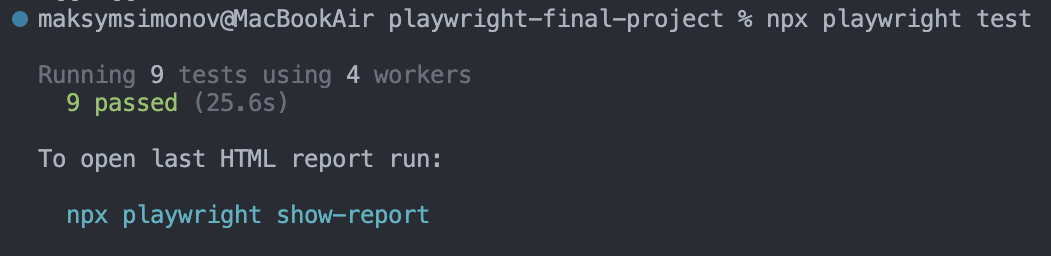 maksymsimonov@MacBookAir playwright-final-project % npx playwright test
Running 9 tests using 4 workers
9 passed (25.6s)
To open last HTML report run:
npx playwright show-report